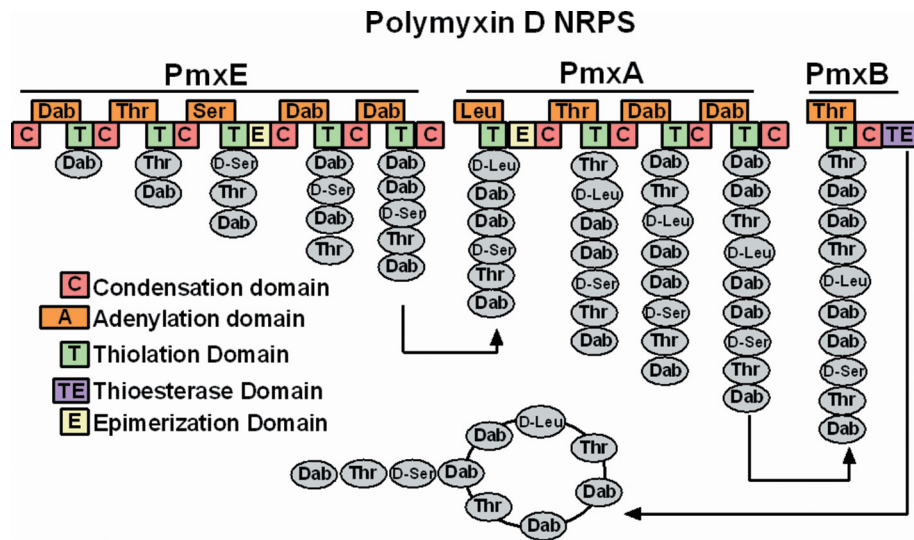 Polymyxin D NRPS
PmxE
PmxA
PmxB
Dab Thr Ser Dab Dab Leu Thr Dab Dab Thr
C T C T C T E C T C T C T E C T C T C T C T C TE
Dab
Thr
Dab
D-Ser
Thr
Dab
Dab
D-Ser
Dab
Thr
Dab
Dab
D-Ser
Thr
Dab
D-Leu
Dab
Dab
D-Ser
Thr
Dab
Thr
D-Leu
Dab
Dab
D-Ser
Thr
Dab
Dab
Thr
D-Leu
Dab
Dab
D-Ser
Thr
Dab
Dab
Dab
Thr
D-Leu
Dab
Dab
D-Ser
Thr
Dab
Thr
Dab
Dab
Thr
D-Leu
Dab
Dab
D-Ser
Thr
Dab
C Condensation domain
A Adenylation domain
T Thiolation Domain
TE Thioesterase Domain
E Epimerization Domain
Dab Thr D-Ser Dab
Dab
D-Leu
Thr
Dab
Dab
Thr